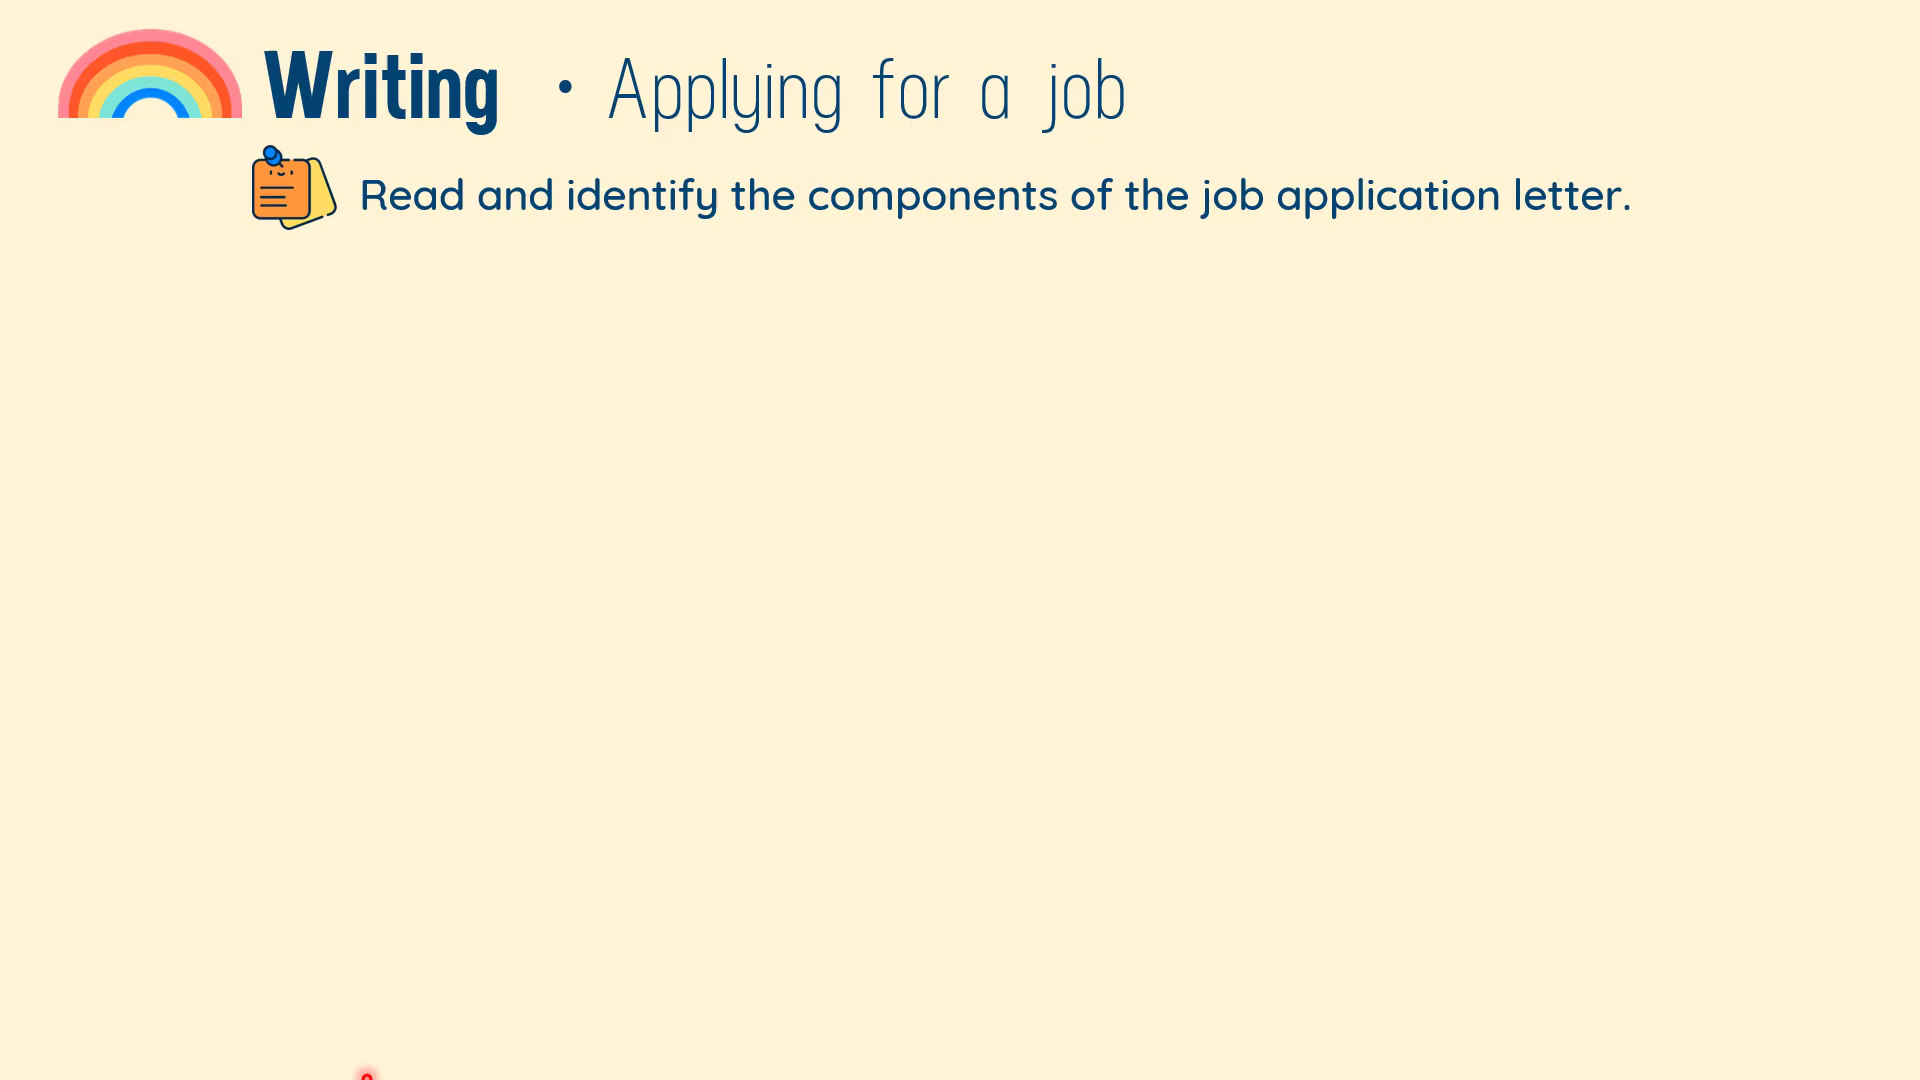 Writing • Applying for a job
Read and identify the components of the job application letter.